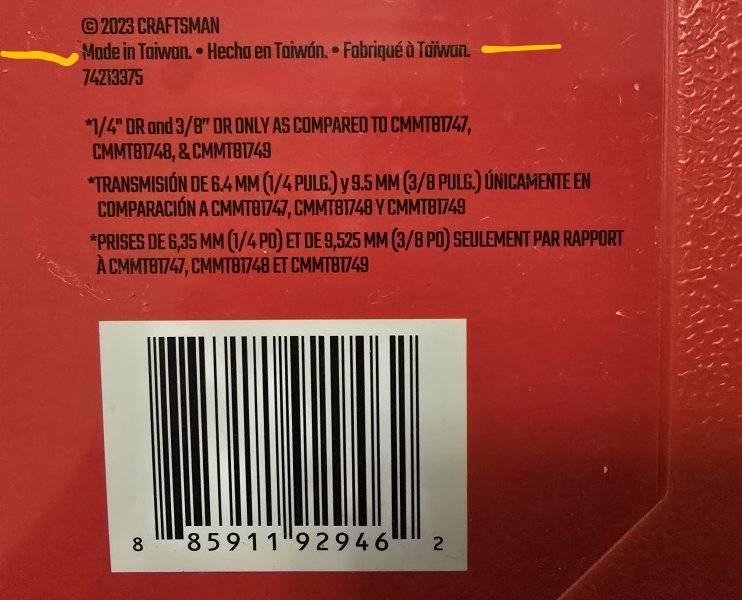 © 2023 CRAFTSMAN
Made in Taiwan. • Hecho en Taiwán. • Fabriqué à Taïwan.
74213375
*1/4" DR and 3/8" DR ONLY AS COMPARED TO CMMT81747,
CMMT81748, & CMMT81749
*TRANSMISIÓN DE 6.4 MM (1/4 PULG.) y 9.5 MM (3/8 PULG.) ÚNICAMENTE EN
COMPARACIÓN A CMMT81747, CMMT81748 Y CMMT81749
*PRISES DE 6,35 MM (1/4 PO) ET DE 9,525 MM (3/8 PO) SEULEMENT PAR RAPPORT
À CMMT81747, CMMT81748 ET CMMT81749
8 85911 92946 2